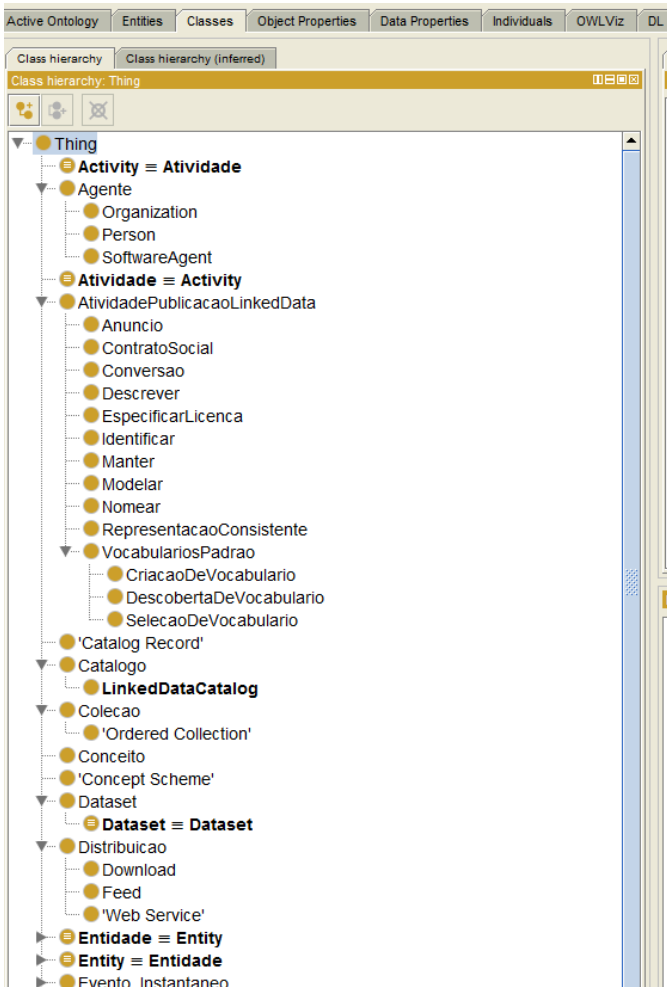 Active Ontology Entities Classes Object Properties Data Properties Individuals OWLViz DL
Class hierarchy Class hierarchy (inferred)
Class hierarchy: Thing
Thing
Activity ≡ Atividade
Agente
Organization
Person
SoftwareAgent
Atividade ≡ Activity
AtividadePublicacaoLinkedData
Anuncio
ContratoSocial
Conversao
Descrever
EspecificarLicenca
Identificar
Manter
Modelar
Nomear
RepresentacaoConsistente
VocabulariosPadrao
CriacaoDeVocabulario
DescobertaDeVocabulario
SelecaoDeVocabulario
'Catalog Record'
Catalogo
LinkedDataCatalog
Colecao
'Ordered Collection'
Conceito
'Concept Scheme'
Dataset
Dataset ≡ Dataset
Distribuicao
Download
Feed
'Web Service'
Entidade ≡ Entity
Entity ≡ Entidade
Evento_Instantaneo